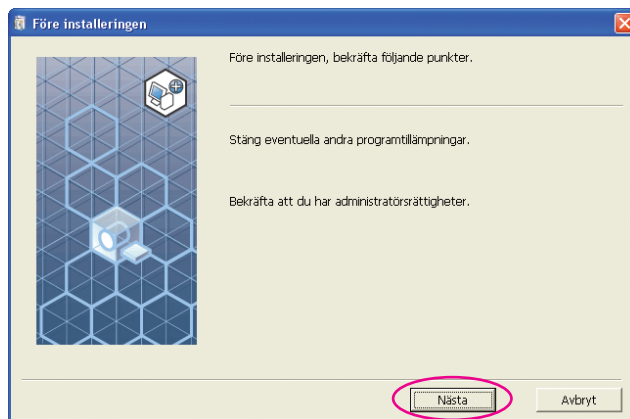 Före installeringen
Före installeringen, bekräfta följande punkter.
Stäng eventuella andra programtillämpningar.
Bekräfta att du har administratörsrättigheter.
Nästa
Avbryt